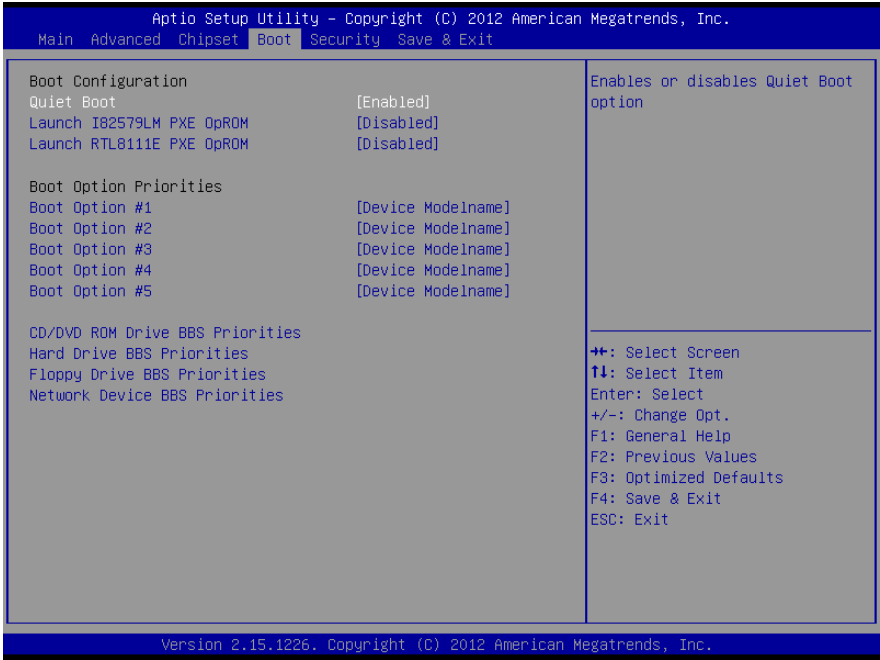 Aptio Setup Utility – Copyright (C) 2012 American Megatrends, Inc.
Main Advanced Chipset Boot Security Save & Exit
Boot Configuration
Quiet Boot [Enabled]
Launch I82579LM PXE OpROM [Disabled]
Launch RTL8111E PXE OpROM [Disabled]
Boot Option Priorities
Boot Option #1 [Device Modelname]
Boot Option #2 [Device Modelname]
Boot Option #3 [Device Modelname]
Boot Option #4 [Device Modelname]
Boot Option #5 [Device Modelname]
CD/DVD ROM Drive BBS Priorities
Hard Drive BBS Priorities
Floppy Drive BBS Priorities
Network Device BBS Priorities
Enables or disables Quiet Boot
option
→←: Select Screen
↑↓: Select Item
Enter: Select
+/-: Change Opt.
F1: General Help
F2: Previous Values
F3: Optimized Defaults
F4: Save & Exit
ESC: Exit
Version 2.15.1226. Copyright (C) 2012 American Megatrends, Inc.